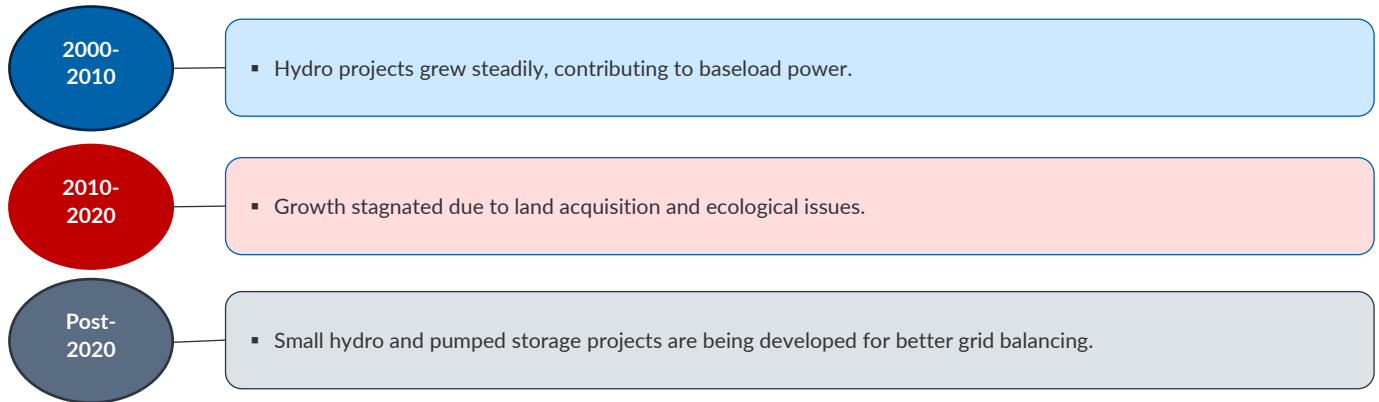 2000-
2010
▪ Hydro projects grew steadily, contributing to baseload power.
2010-
2020
▪ Growth stagnated due to land acquisition and ecological issues.
Post-
2020
▪ Small hydro and pumped storage projects are being developed for better grid balancing.